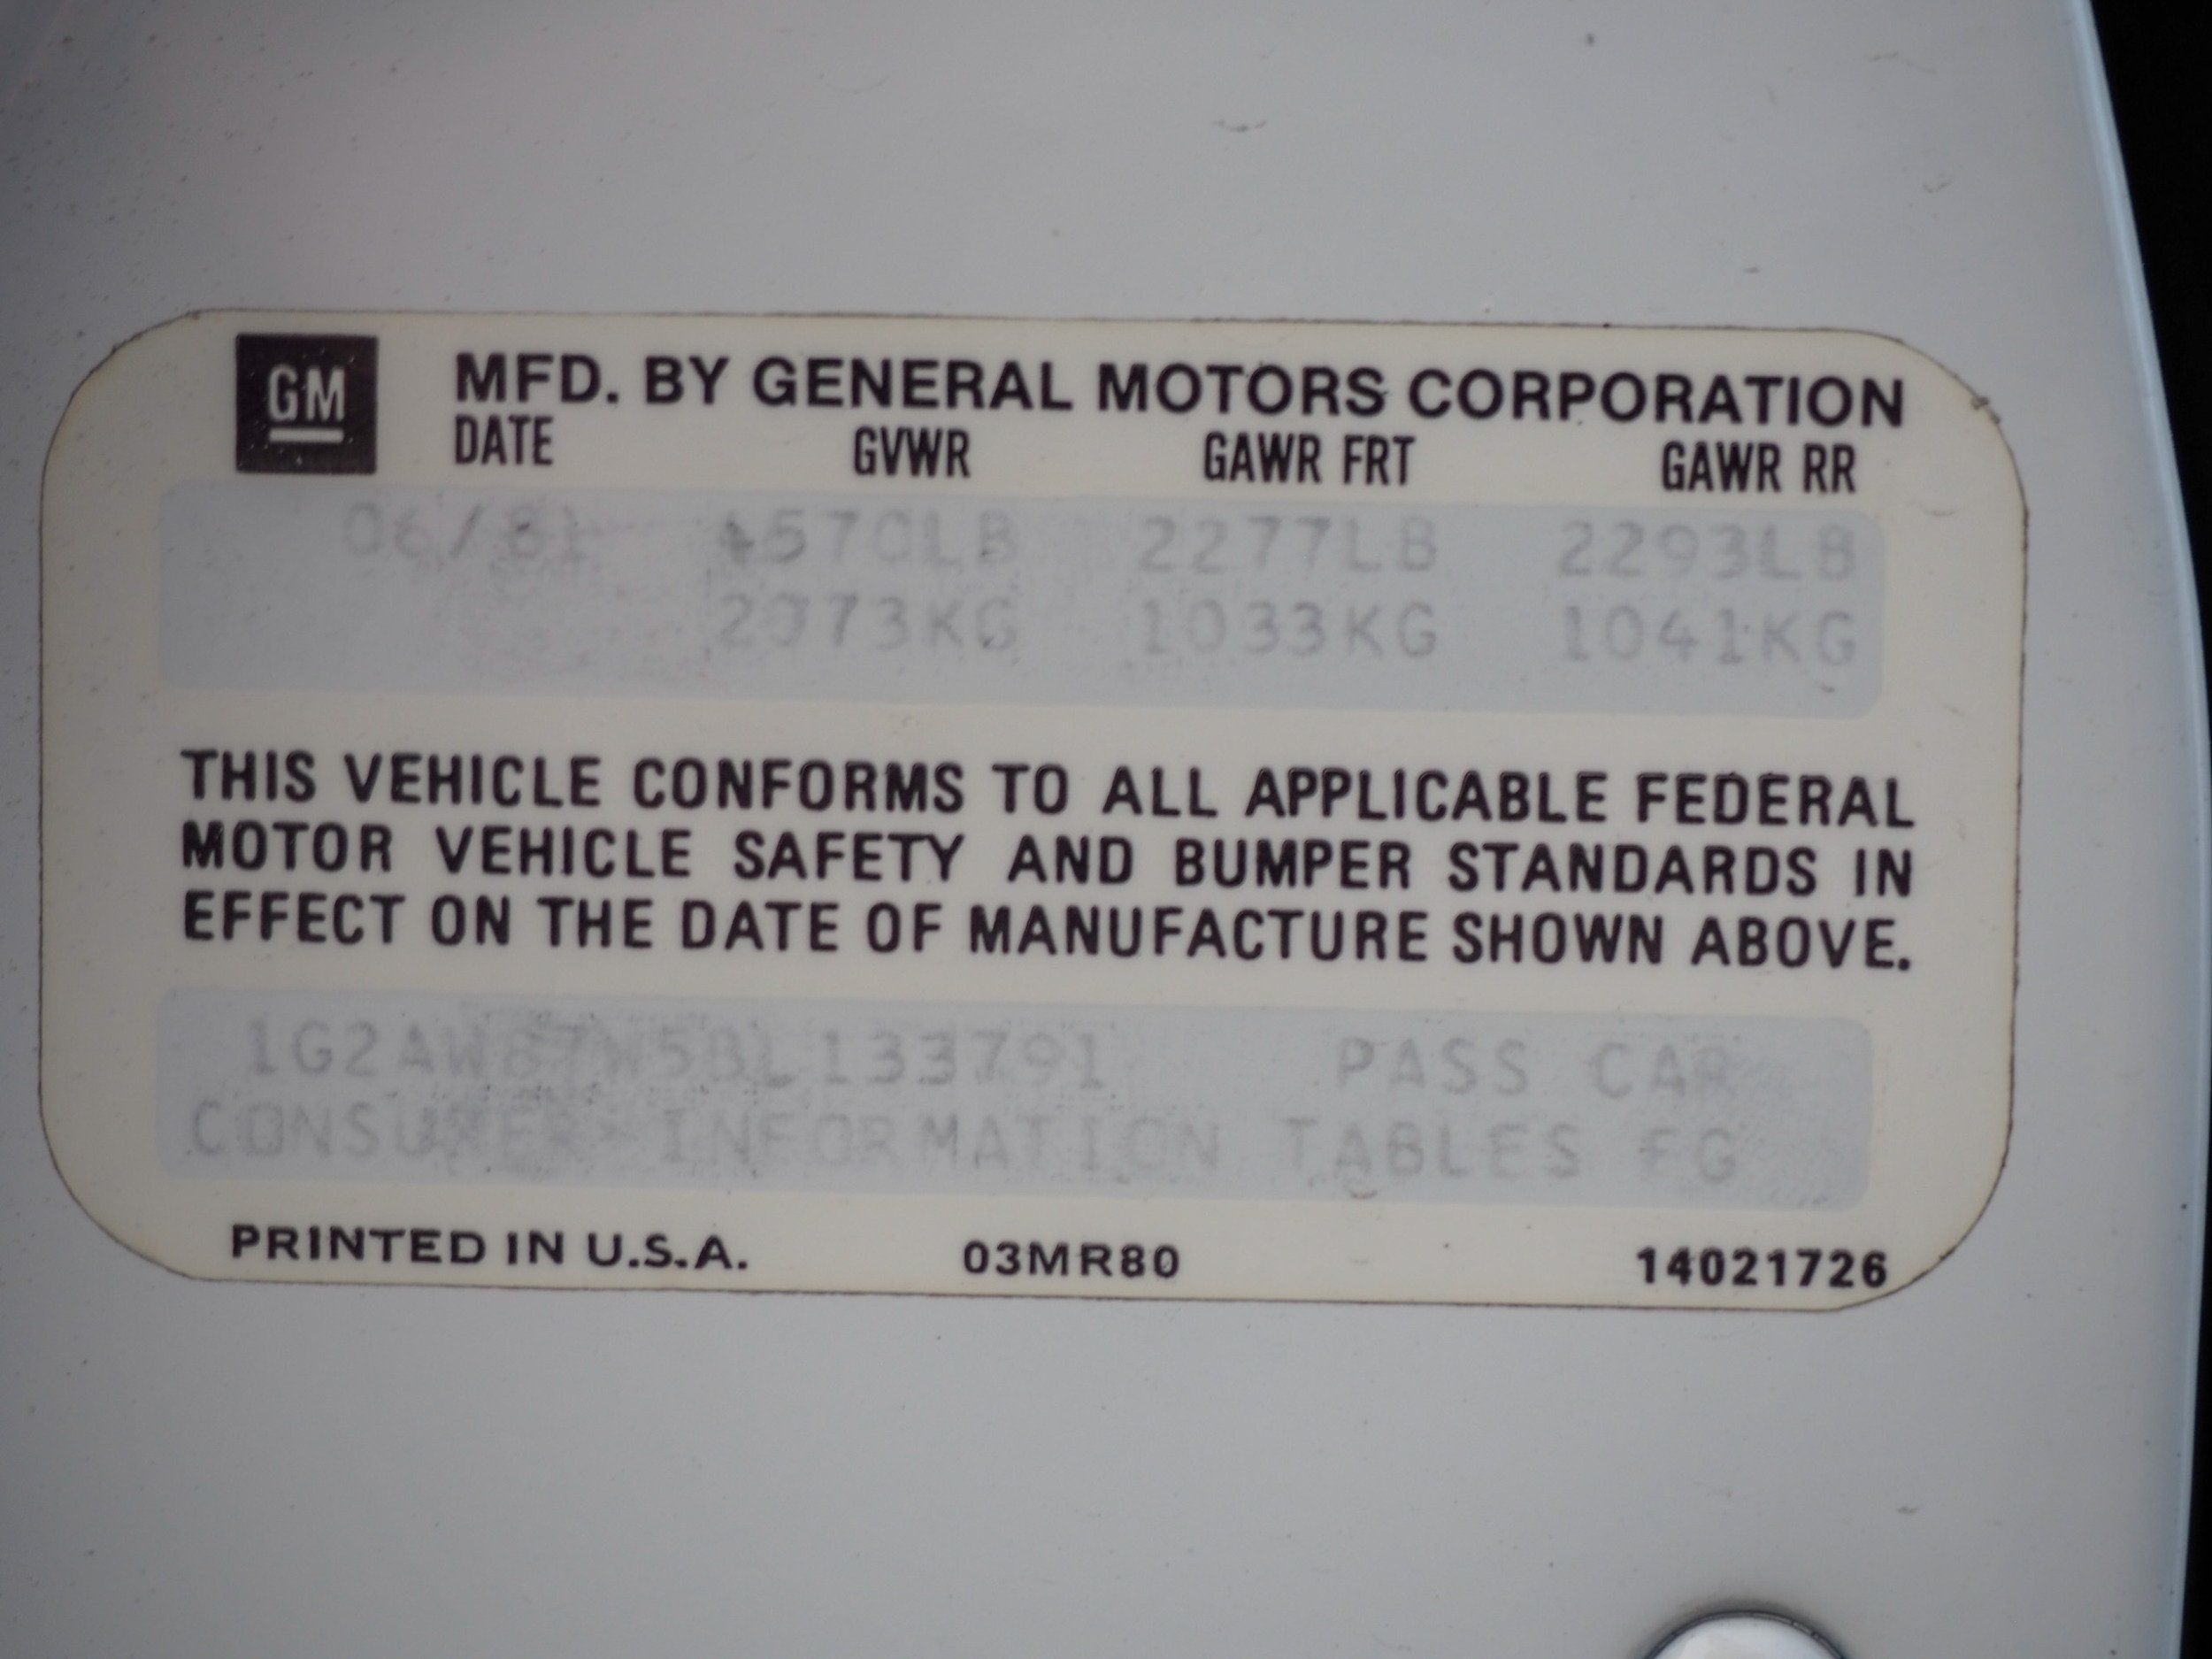 GM MFD. BY GENERAL MOTORS CORPORATION
DATE GVWR GAWR FRT GAWR RR
06/81 4570LB 2277LB 2293LB
2073KG 1033KG 1041KG
THIS VEHICLE CONFORMS TO ALL APPLICABLE FEDERAL
MOTOR VEHICLE SAFETY AND BUMPER STANDARDS IN
EFFECT ON THE DATE OF MANUFACTURE SHOWN ABOVE.
1G2AW87W5BL133791 PASS CAR
CONSUMER INFORMATION TABLES FG
PRINTED IN U.S.A. 03MR80 14021726